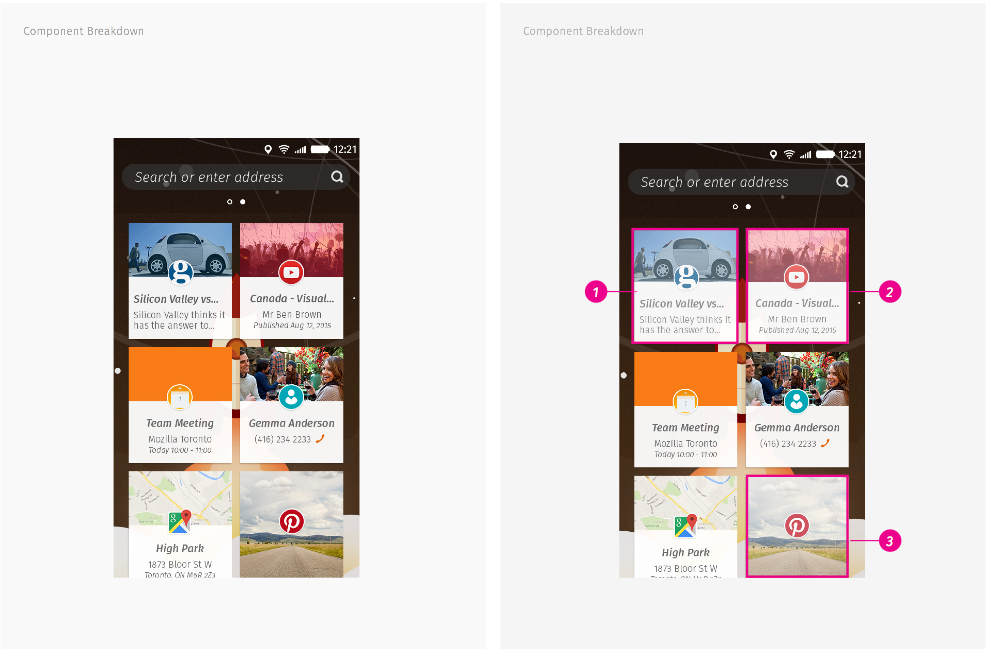 Component Breakdown
12:21
Search or enter address
Silicon Valley vs...
Silicon Valley thinks it
has the answer to...
Canada - Visual...
Mr Ben Brown
Published Aug 12, 2015
Team Meeting
Mozilla Toronto
Today 10:00 - 11:00
Gemma Anderson
(416) 234 2233
High Park
1873 Bloor St W
Toronto, ON M6R 2Z3
Component Breakdown
12:21
Search or enter address
1
2
Silicon Valley vs...
Silicon Valley thinks it
has the answer to...
Canada - Visual...
Mr Ben Brown
Published Aug 12, 2015
Team Meeting
Mozilla Toronto
Today 10:00 - 11:00
Gemma Anderson
(416) 234 2233
3
High Park
1873 Bloor St W
Toronto, ON M6R 2Z3